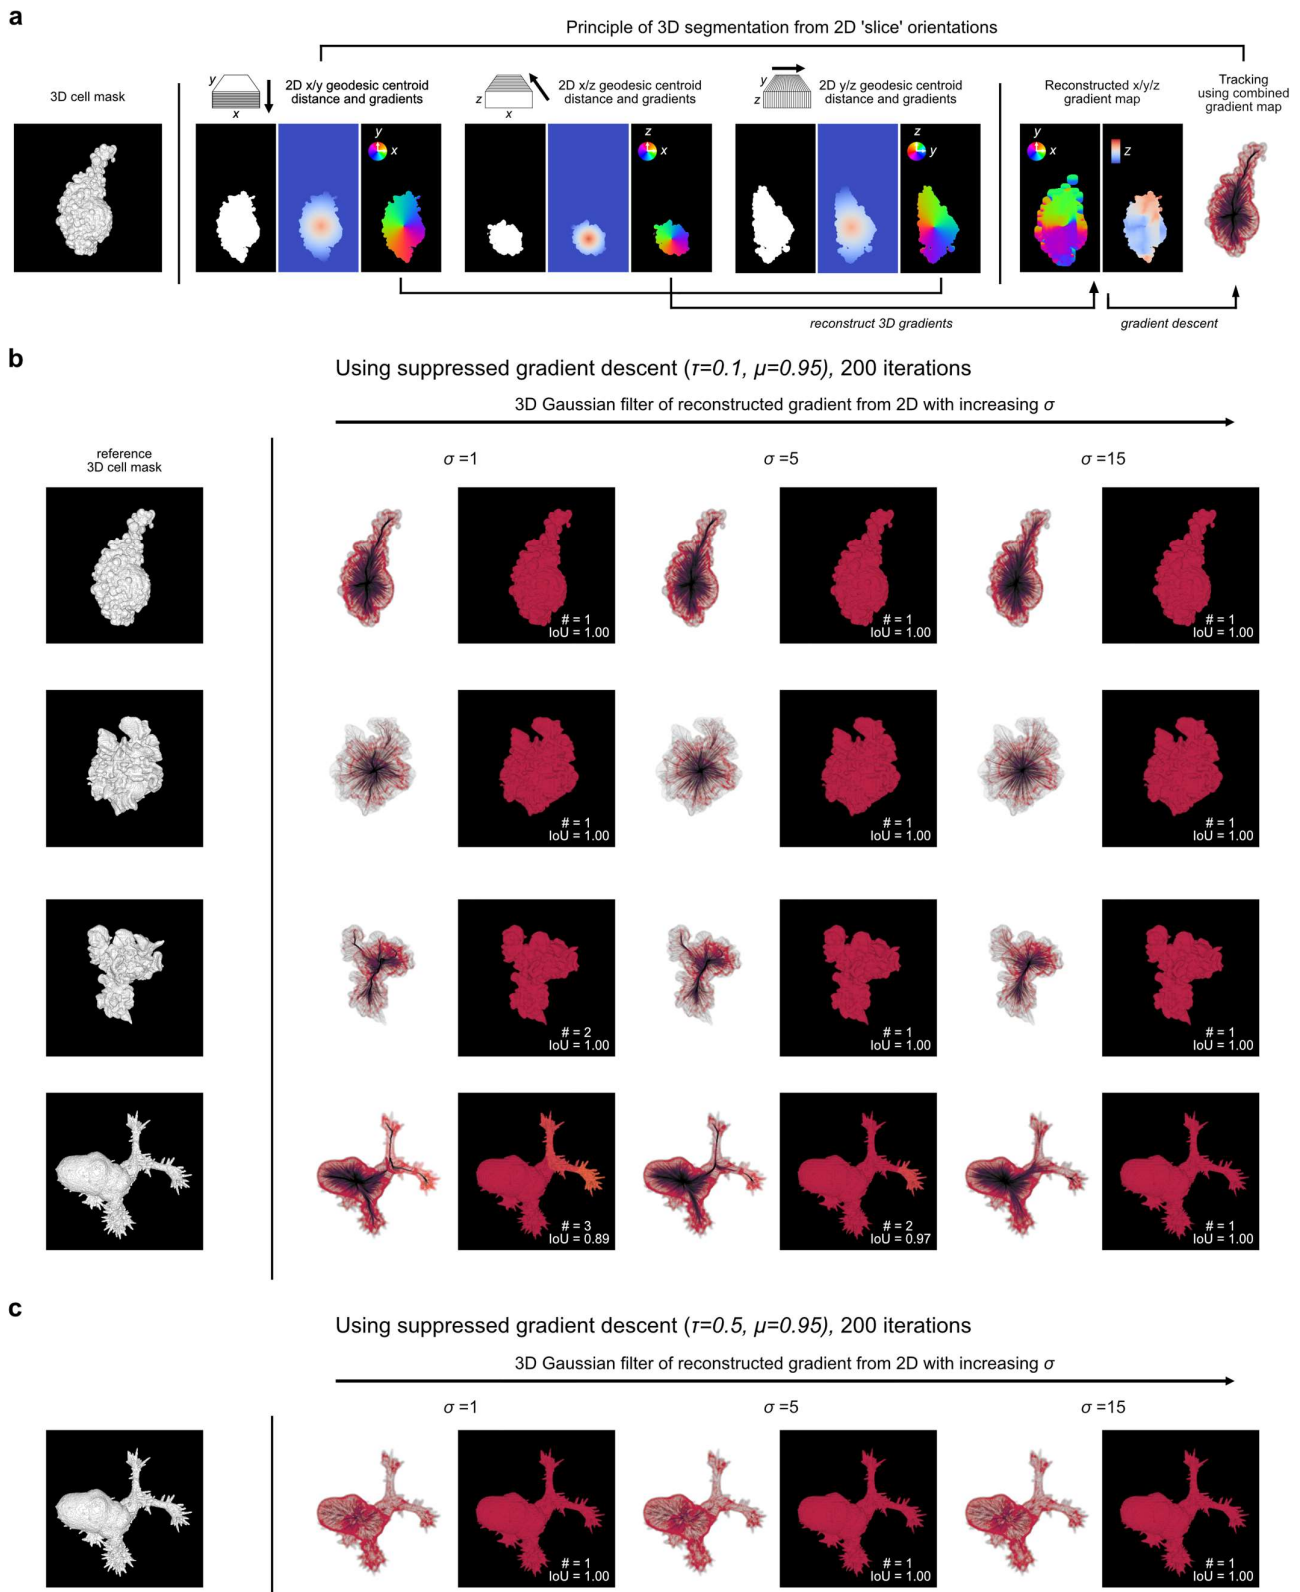 a
Principle of 3D segmentation from 2D 'slice' orientations
3D cell mask
y
x
2D x/y geodesic centroid
distance and gradients
y
x
z
x
2D x/z geodesic centroid
distance and gradients
z
x
y
z
2D y/z geodesic centroid
distance and gradients
z
y
Reconstructed x/y/z
gradient map
y
x
z
Tracking
using combined
gradient map
reconstruct 3D gradients
gradient descent
b
Using suppressed gradient descent (τ=0.1, μ=0.95), 200 iterations
3D Gaussian filter of reconstructed gradient from 2D with increasing σ
reference
3D cell mask
σ =1
σ =5
σ =15
# = 1
IoU = 1.00
# = 1
IoU = 1.00
# = 1
IoU = 1.00
# = 1
IoU = 1.00
# = 1
IoU = 1.00
# = 1
IoU = 1.00
# = 2
IoU = 1.00
# = 1
IoU = 1.00
# = 1
IoU = 1.00
# = 3
IoU = 0.89
# = 2
IoU = 0.97
# = 1
IoU = 1.00
c
Using suppressed gradient descent (τ=0.5, μ=0.95), 200 iterations
3D Gaussian filter of reconstructed gradient from 2D with increasing σ
σ =1
σ =5
σ =15
# = 1
IoU = 1.00
# = 1
IoU = 1.00
# = 1
IoU = 1.00